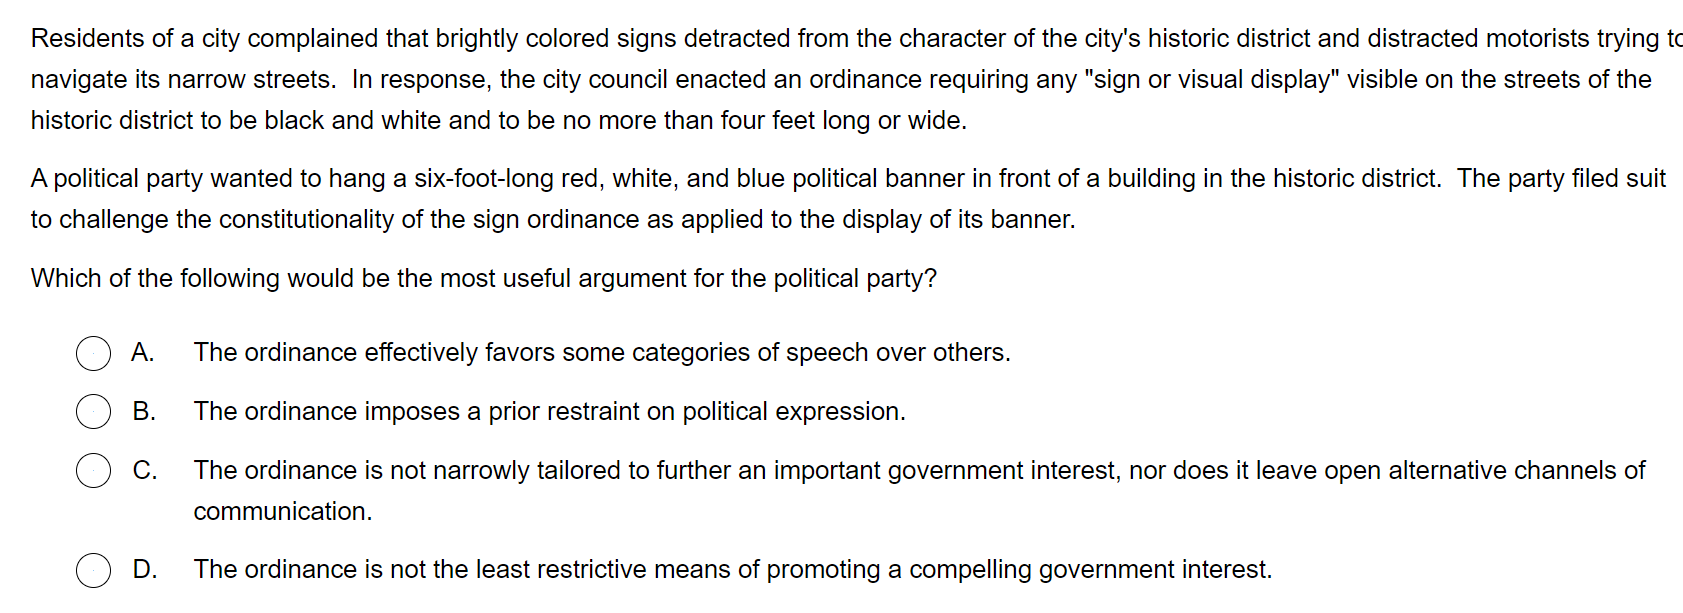 Residents of a city complained that brightly colored signs detracted from the character of the city's historic district and distracted motorists trying to
navigate its narrow streets.  In response, the city council enacted an ordinance requiring any "sign or visual display" visible on the streets of the
historic district to be black and white and to be no more than four feet long or wide.
A political party wanted to hang a six-foot-long red, white, and blue political banner in front of a building in the historic district.  The party filed suit
to challenge the constitutionality of the sign ordinance as applied to the display of its banner.
Which of the following would be the most useful argument for the political party?
A. The ordinance effectively favors some categories of speech over others.
B. The ordinance imposes a prior restraint on political expression.
C. The ordinance is not narrowly tailored to further an important government interest, nor does it leave open alternative channels of
communication.
D. The ordinance is not the least restrictive means of promoting a compelling government interest.